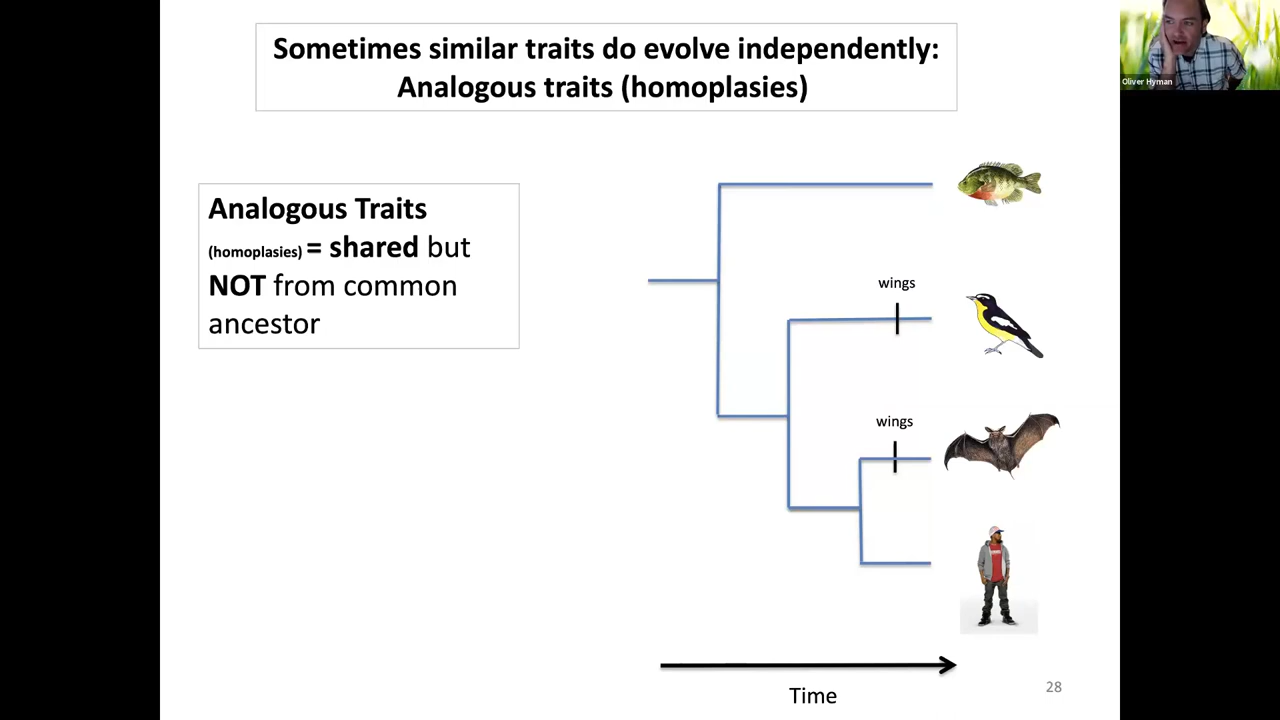 Sometimes similar traits do evolve independently:
Analogous traits (homoplasies)
Oliver Hyman
Analogous Traits
(homoplasies) = shared but
NOT from common
ancestor
wings
wings
Time
28